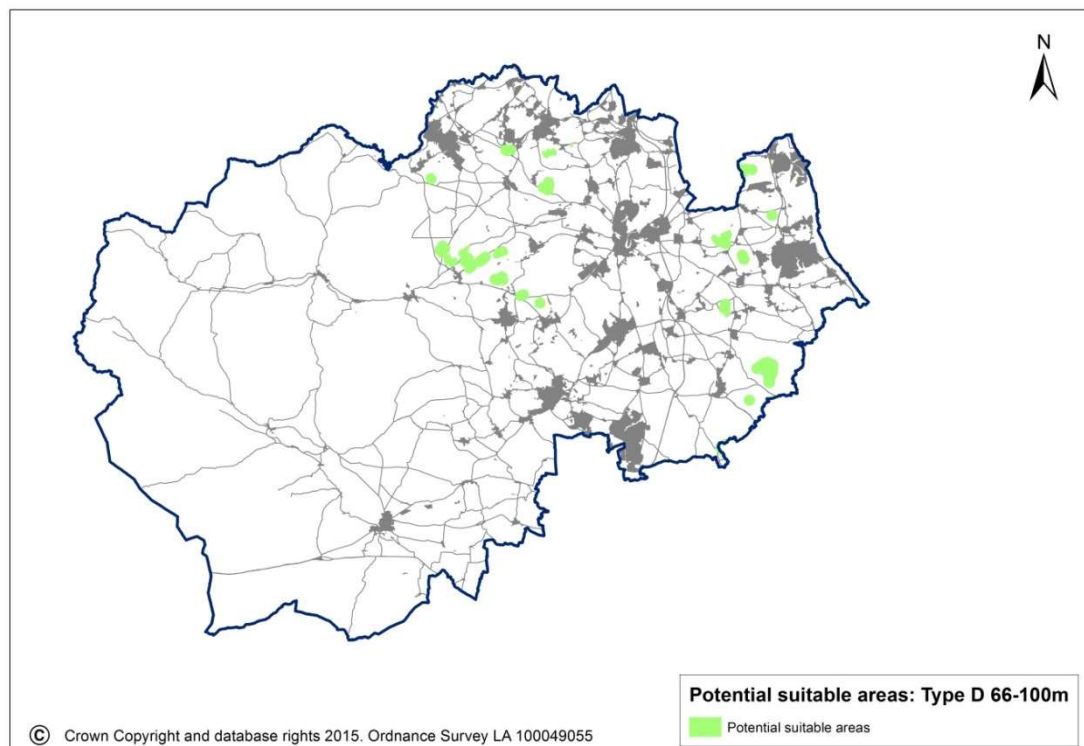 N
Potential suitable areas: Type D 66-100m
Potential suitable areas
© Crown Copyright and database rights 2015. Ordnance Survey LA 100049055